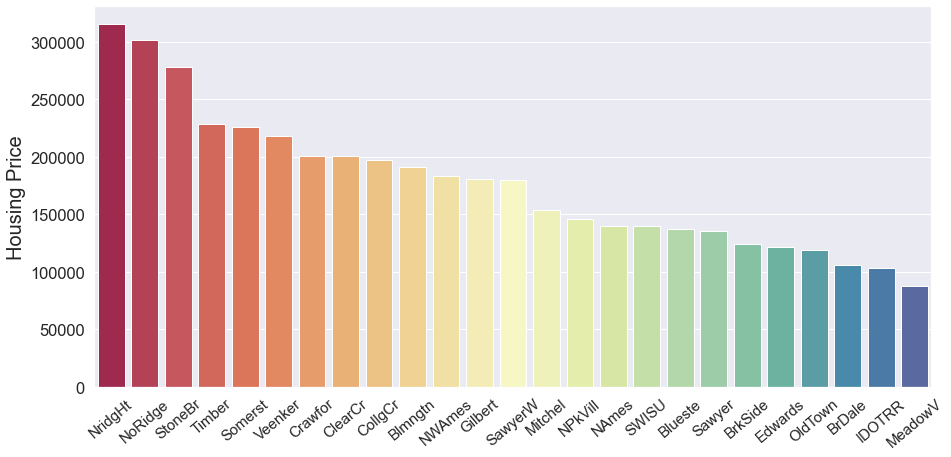 Housing Price
300000
250000
200000
150000
100000
50000
0
NridgHt
NoRidge
StoneBr
Timber
Somerst
Veenker
Crawfor
ClearCr
CollgCr
Blmngtn
NWAmes
Gilbert
SawyerW
Mitchel
NPkVill
NAmes
SWISU
Blueste
Sawyer
BrkSide
Edwards
OldTown
BrDale
IDOTRR
MeadowV